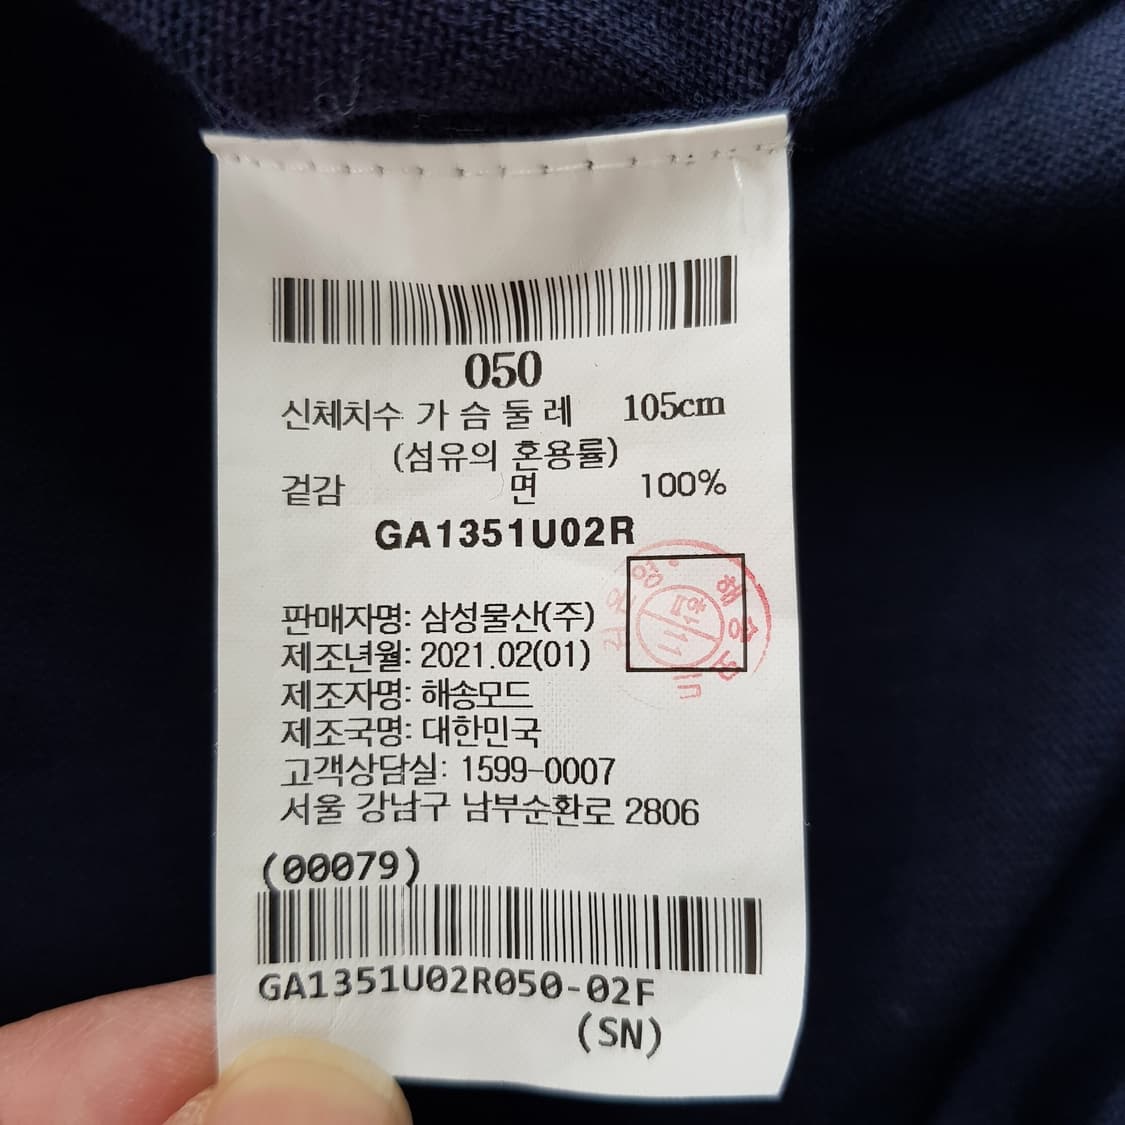 050
신체치수 가 슴 둘 레 105cm
(섬유의 혼용률)
겉감 면 100%
GA1351U02R
판매자명: 삼성물산(주)
제조년월: 2021.02(01)
제조자명: 해송모드
제조국명: 대한민국
고객상담실: 1599-0007
서울 강남구 남부순환로 2806
(00079)
GA1351U02R050-02F
(SN)